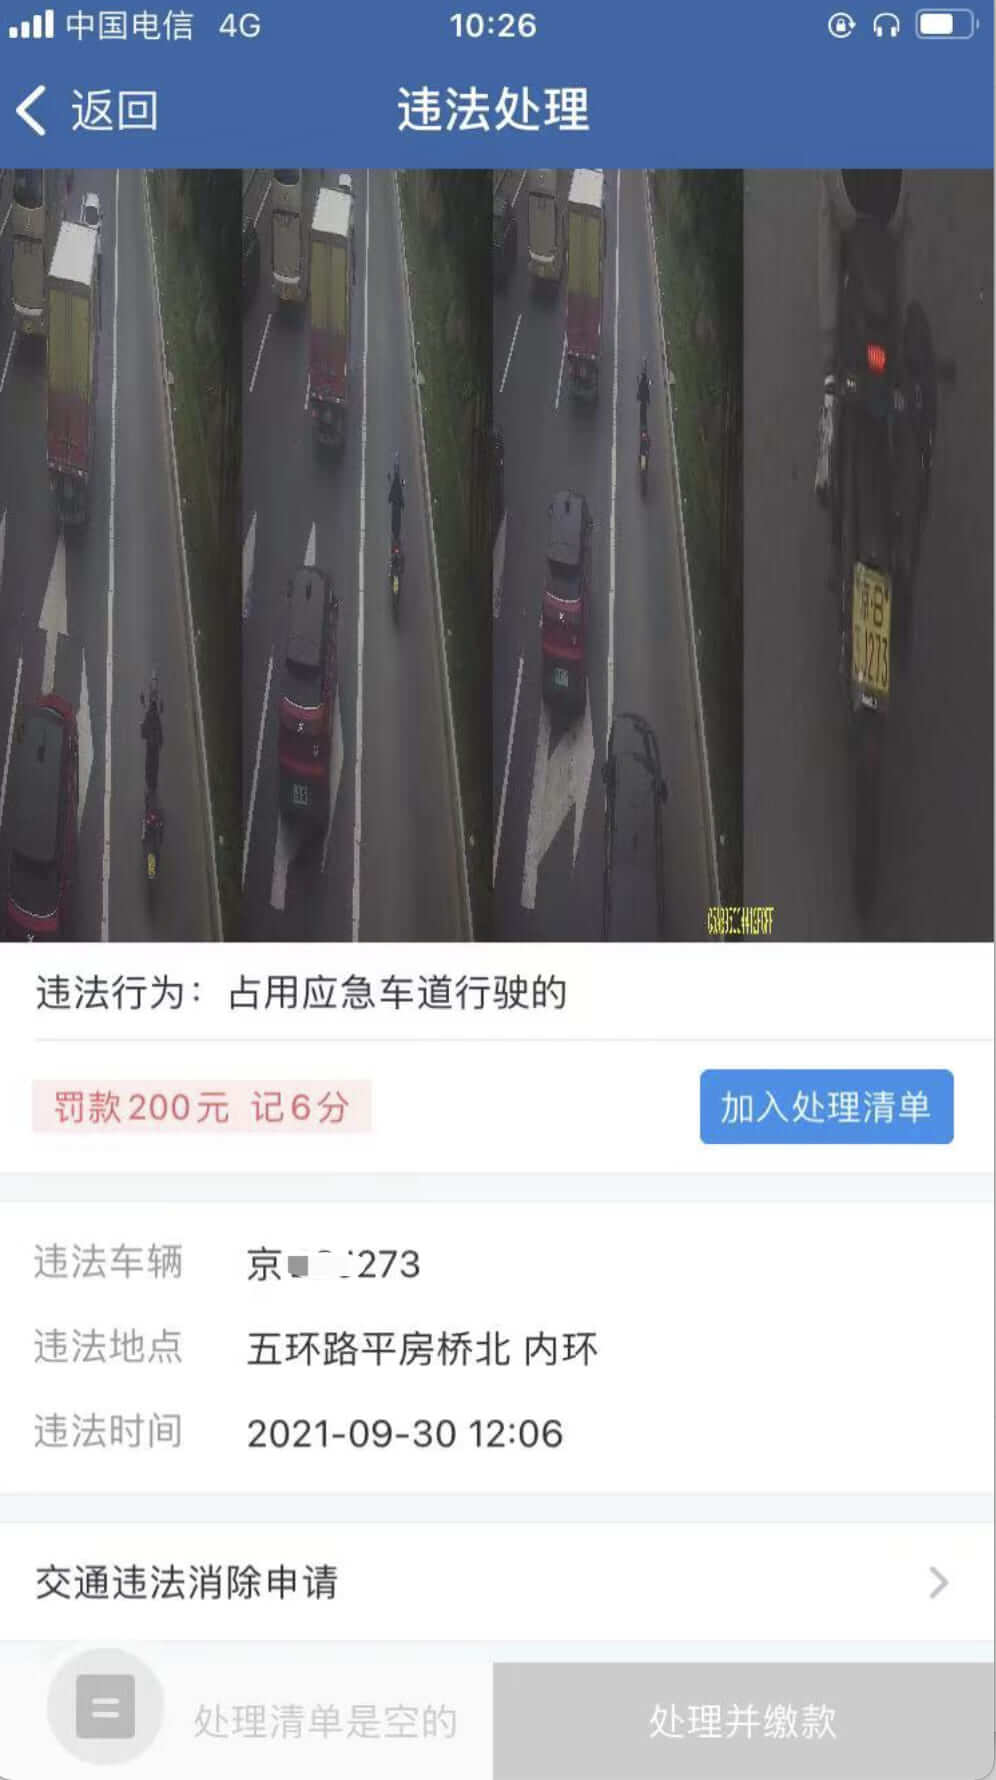 中国电信 4G 10:26
返回 违法处理
京·B
1273
违法行为：占用应急车道行驶的
罚款200元 记6分 加入处理清单
违法车辆 京 273
违法地点 五环路平房桥北 内环
违法时间 2021-09-30 12:06
交通违法消除申请
处理清单是空的 处理并缴款